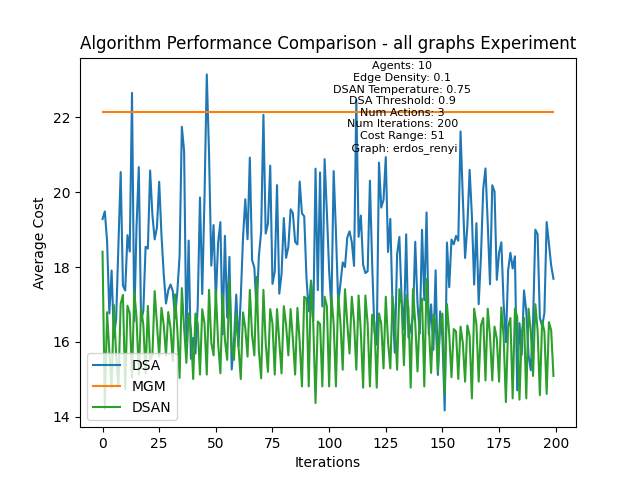 Algorithm Performance Comparison - all graphs Experiment
Agents: 10
Edge Density: 0.1
DSAN Temperature: 0.75
DSA Threshold: 0.9
Num Actions: 3
Num Iterations: 200
Cost Range: 51
Graph: erdos_renyi
22
20
18
16
14
Average Cost
DSA
MGM
DSAN
0
25
50
75
100
125
150
175
200
Iterations